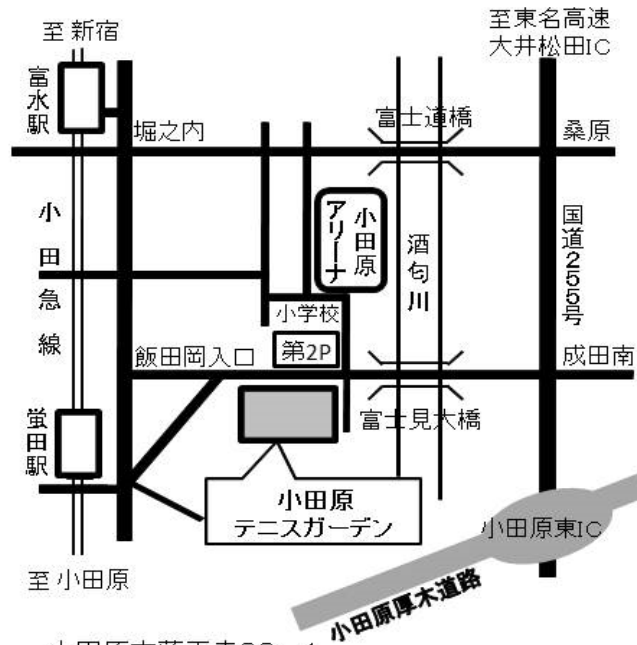 至 新宿
至東名高速
大井松田IC
富水駅
堀之内
富士道橋
桑原
小田急線
小田原
アリーナ
酒匂川
国道255号
小学校
第2P
飯田岡入口
成田南
富士見大橋
蛍田駅
小田原
テニスガーデン
小田原東IC
至 小田原
小田原厚木道路